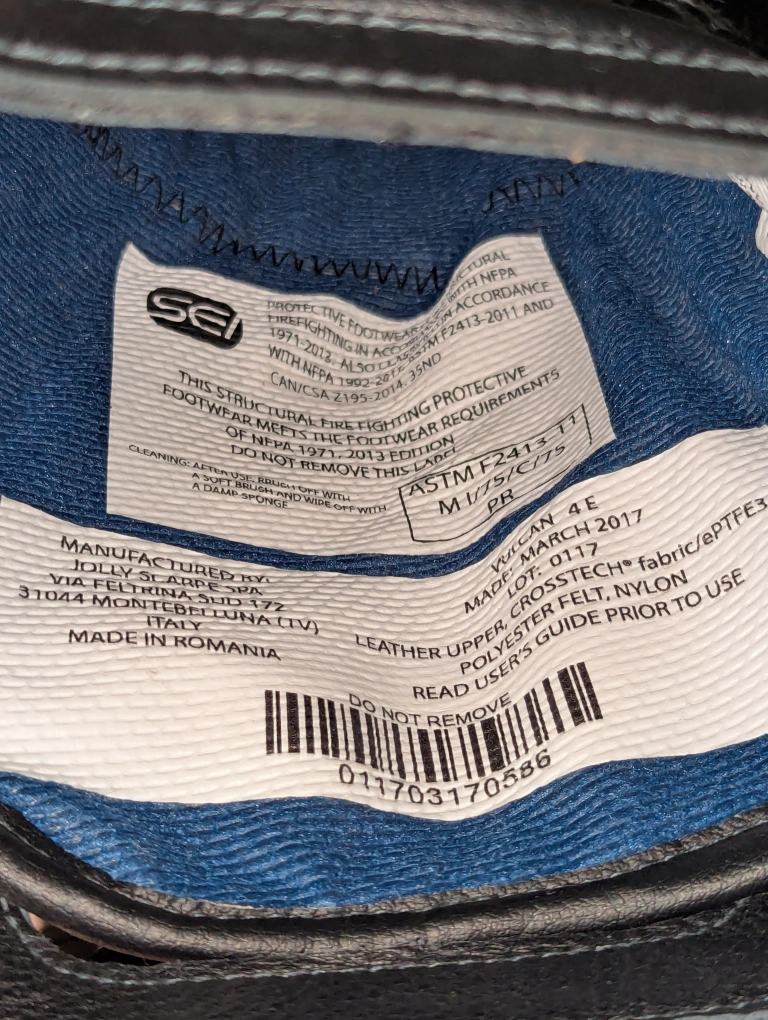 SEI
CTURAL
PROTECTIVE FOOTWEAR WITH NFPA
FIREFIGHTING IN ACCORDANCE
1971-2013, ALSO ASTM F2413-2011 AND
WITH NFPA 1992-
CAN/CSA Z195-2014.
THIS STRUCTURAL FIRE FIGHTING PROTECTIVE
FOOTWEAR MEETS THE FOOTWEAR REQUIREMENTS
OF NFPA 1971, 2013 EDITION
DO NOT REMOVE THIS LABEL
CLEANING: AFTER USE, BRUSH OFF WITH
A SOFT BRUSH AND WIPE OFF WITH
A DAMP SPONGE
ASTM F2413-11
M I/75/C/75
PR
MANUFACTURED BY:
JOLLY SCARPE SPA
VIA FELTRINA SUD 172
31044 MONTEBELLUNA (TV)
ITALY
MADE IN ROMANIA
VULCAN 4 E
MADE: MARCH 2017
LOT: 0117
LEATHER UPPER, CROSSTECH® fabric/ePTFE3
POLYESTER FELT, NYLON
READ USER'S GUIDE PRIOR TO USE
DO NOT REMOVE
011703170586